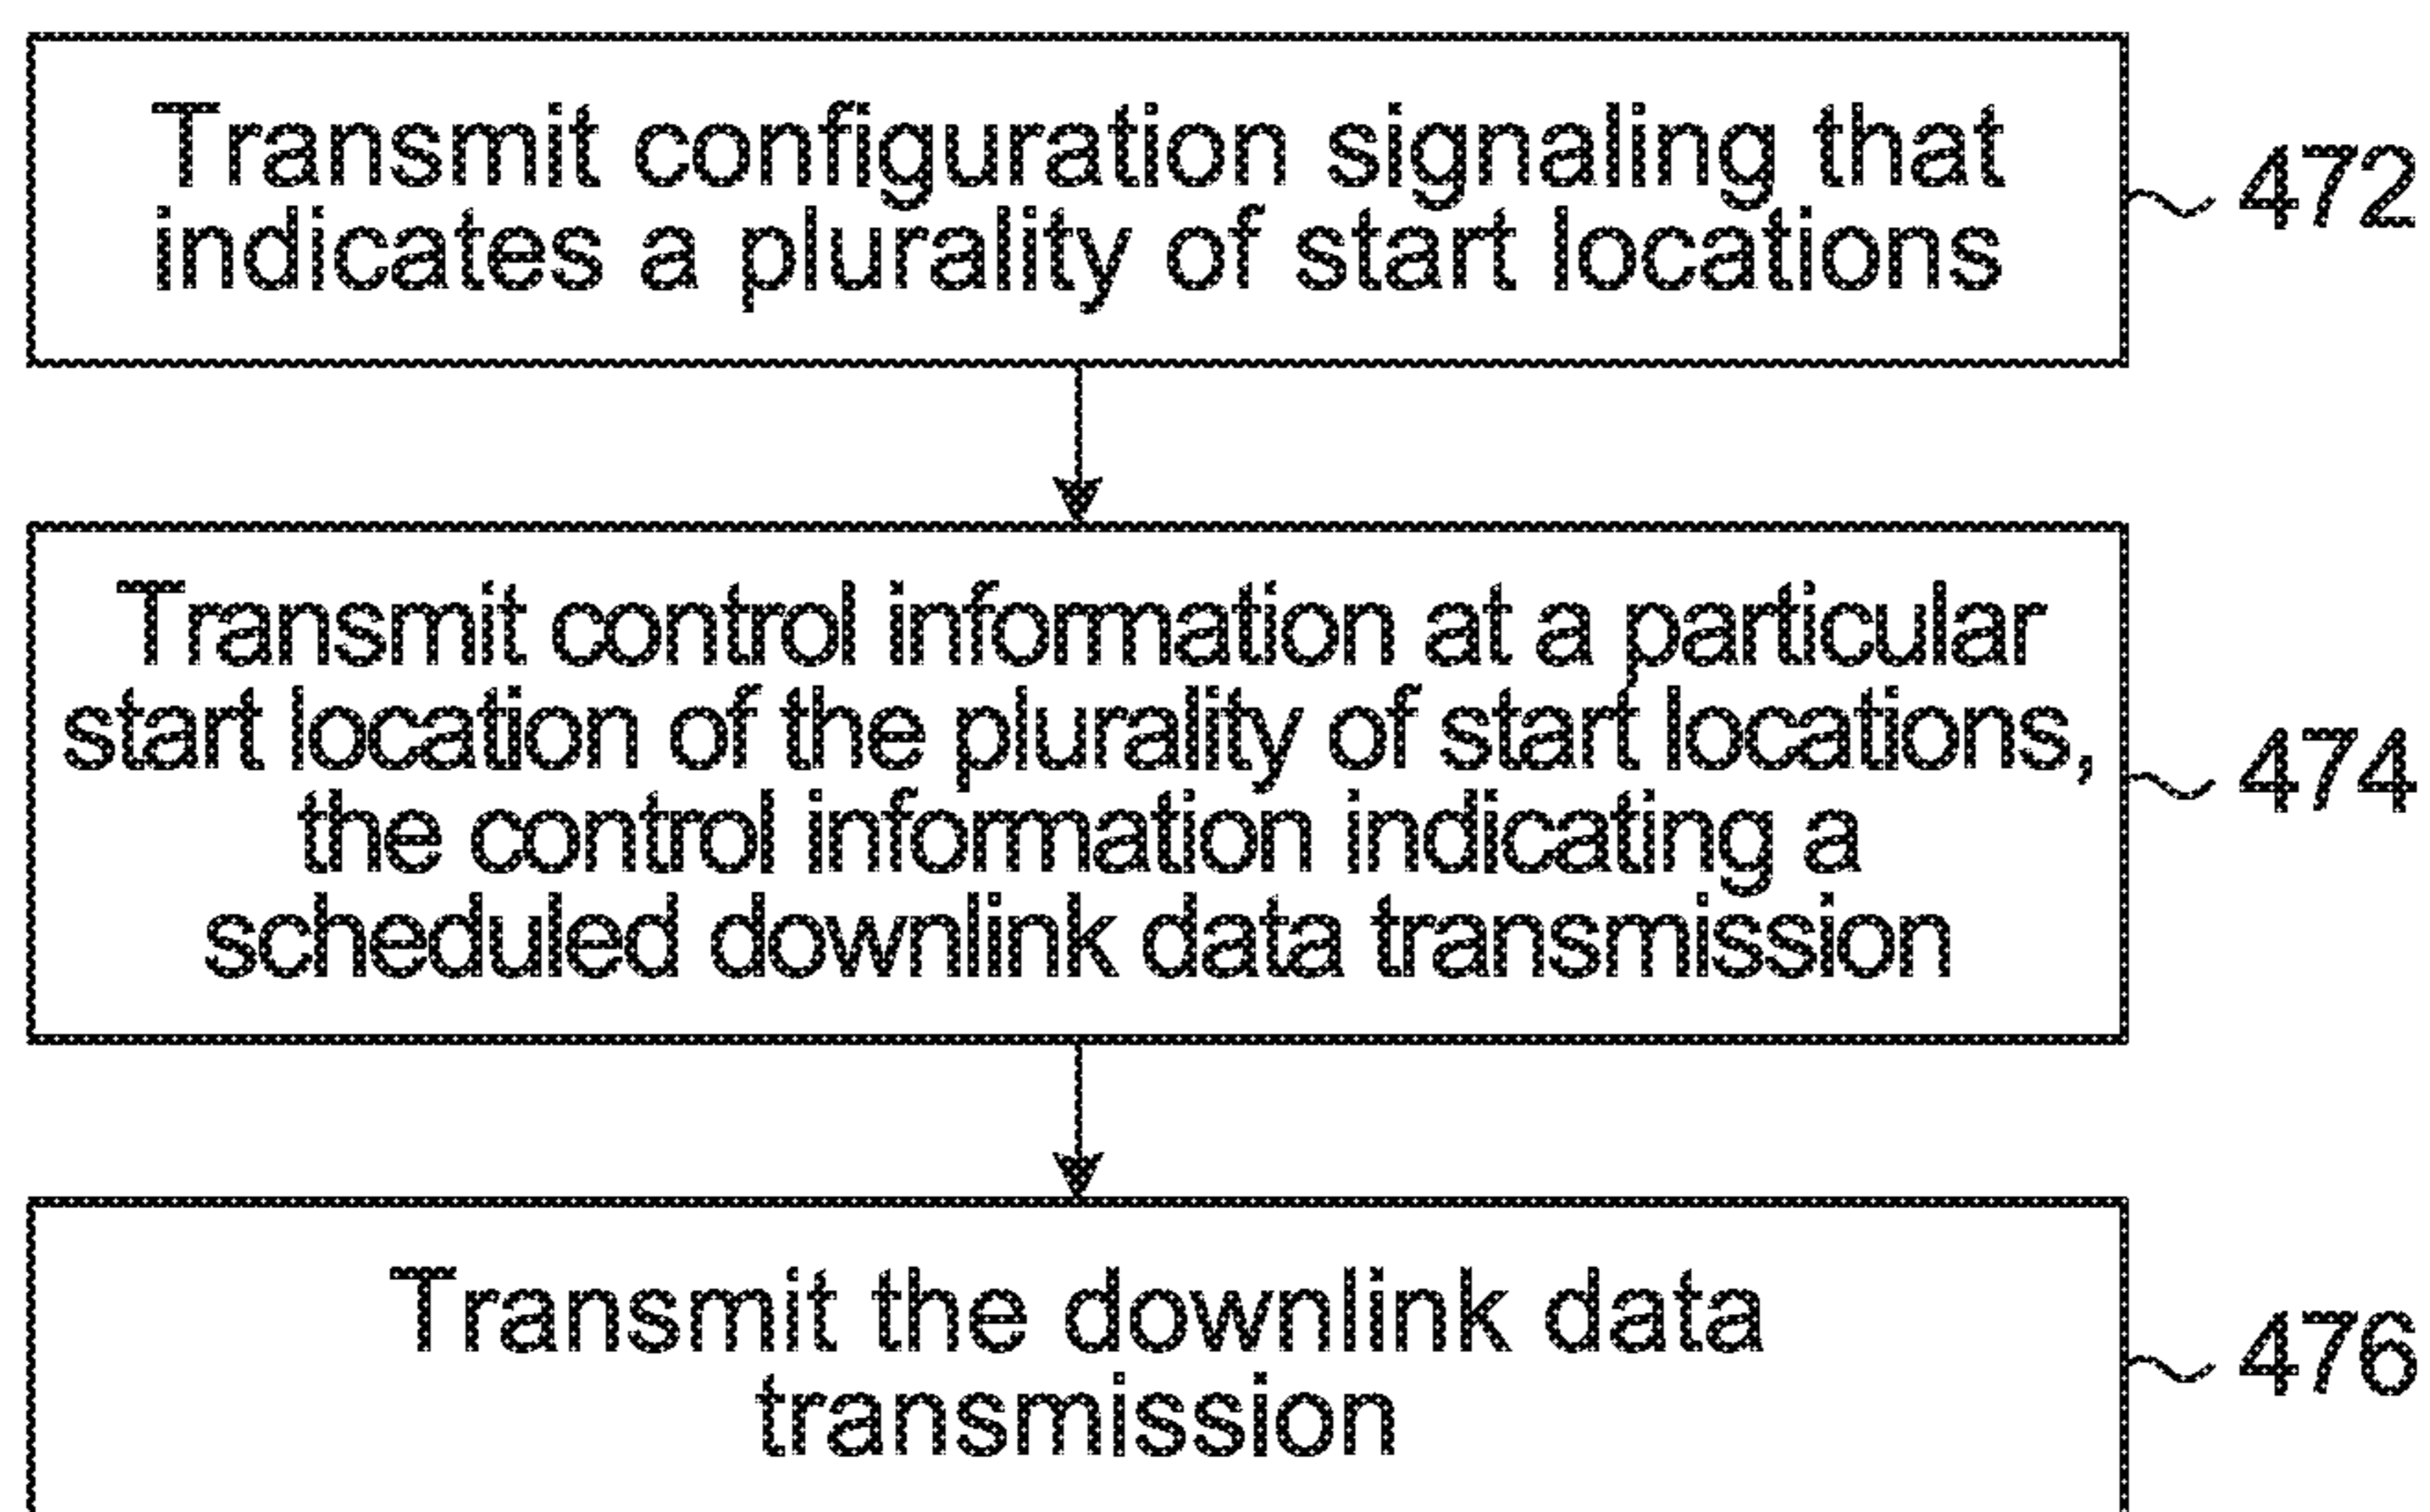 Transmit configuration signaling that
indicates a plurality of start locations
472
Transmit control information at a particular
start location of the plurality of start locations,
the control information indicating a
scheduled downlink data transmission
474
Transmit the downlink data
transmission
476